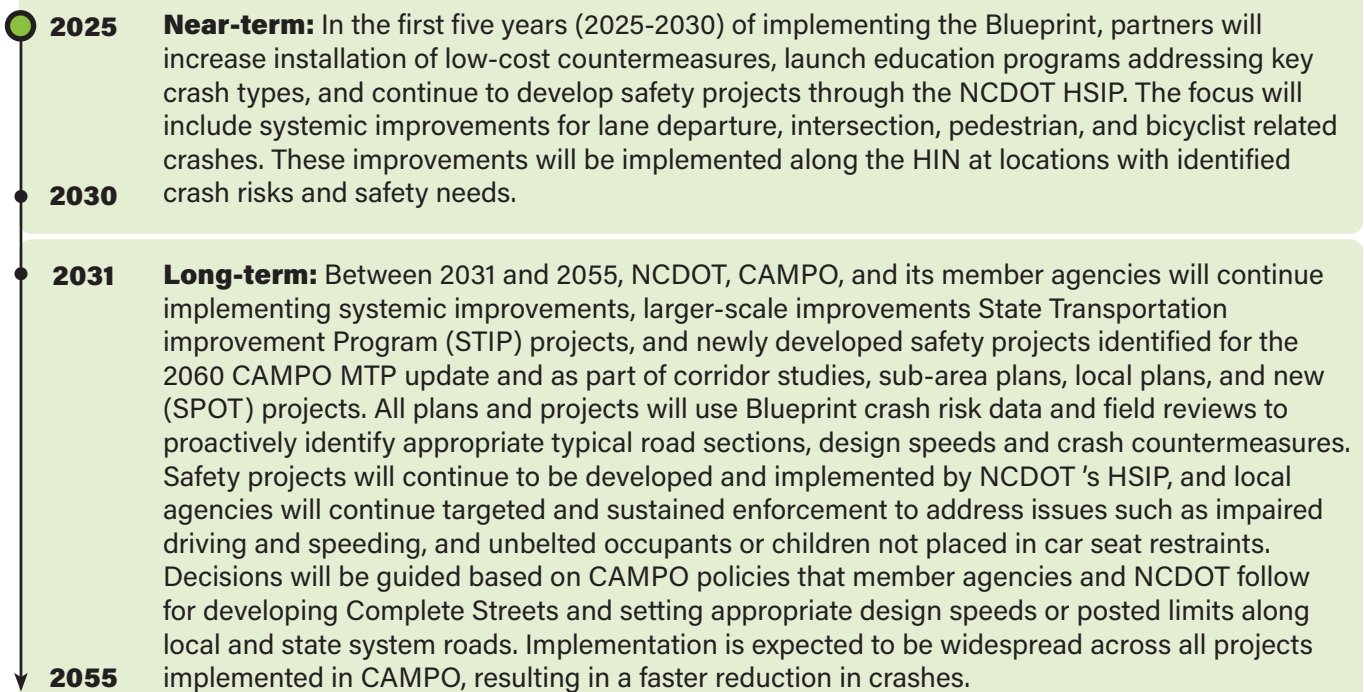 2025 Near-term: In the first five years (2025-2030) of implementing the Blueprint, partners will
increase installation of low-cost countermeasures, launch education programs addressing key
crash types, and continue to develop safety projects through the NCDOT HSIP. The focus will
include systemic improvements for lane departure, intersection, pedestrian, and bicyclist related
crashes. These improvements will be implemented along the HIN at locations with identified
2030 crash risks and safety needs.
2031 Long-term: Between 2031 and 2055, NCDOT, CAMPO, and its member agencies will continue
implementing systemic improvements, larger-scale improvements State Transportation
improvement Program (STIP) projects, and newly developed safety projects identified for the
2060 CAMPO MTP update and as part of corridor studies, sub-area plans, local plans, and new
(SPOT) projects. All plans and projects will use Blueprint crash risk data and field reviews to
proactively identify appropriate typical road sections, design speeds and crash countermeasures.
Safety projects will continue to be developed and implemented by NCDOT 's HSIP, and local
agencies will continue targeted and sustained enforcement to address issues such as impaired
driving and speeding, and unbelted occupants or children not placed in car seat restraints.
Decisions will be guided based on CAMPO policies that member agencies and NCDOT follow
for developing Complete Streets and setting appropriate design speeds or posted limits along
local and state system roads. Implementation is expected to be widespread across all projects
2055 implemented in CAMPO, resulting in a faster reduction in crashes.